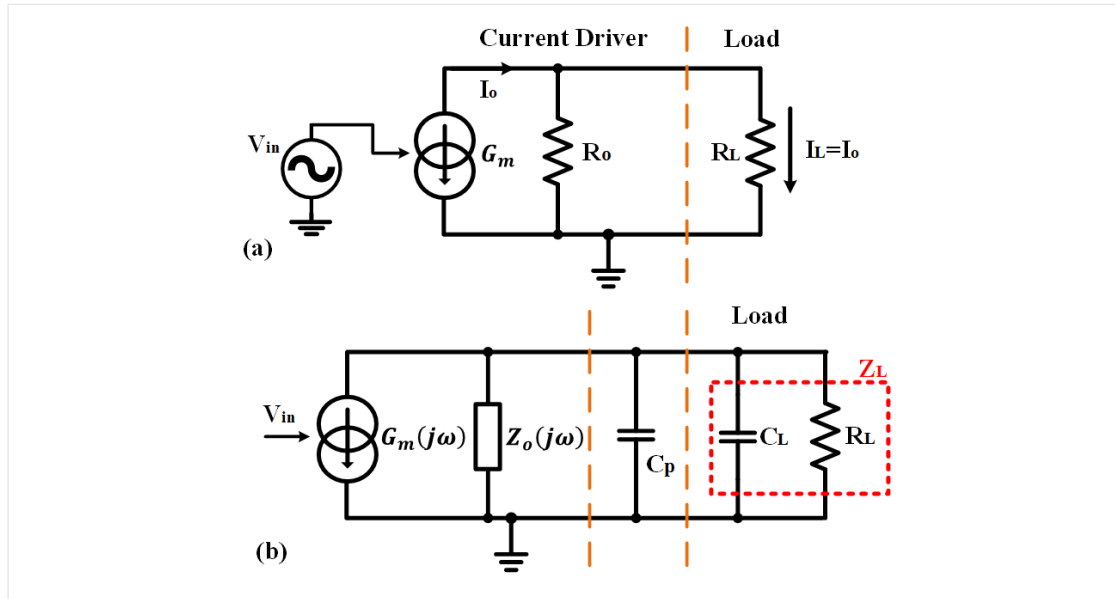 Current Driver Load
Io
Vin
Gm Ro RL IL=Io
(a)
Load
ZL
Vin
Gm(jω) Zo(jω) CL RL
Cp
(b)